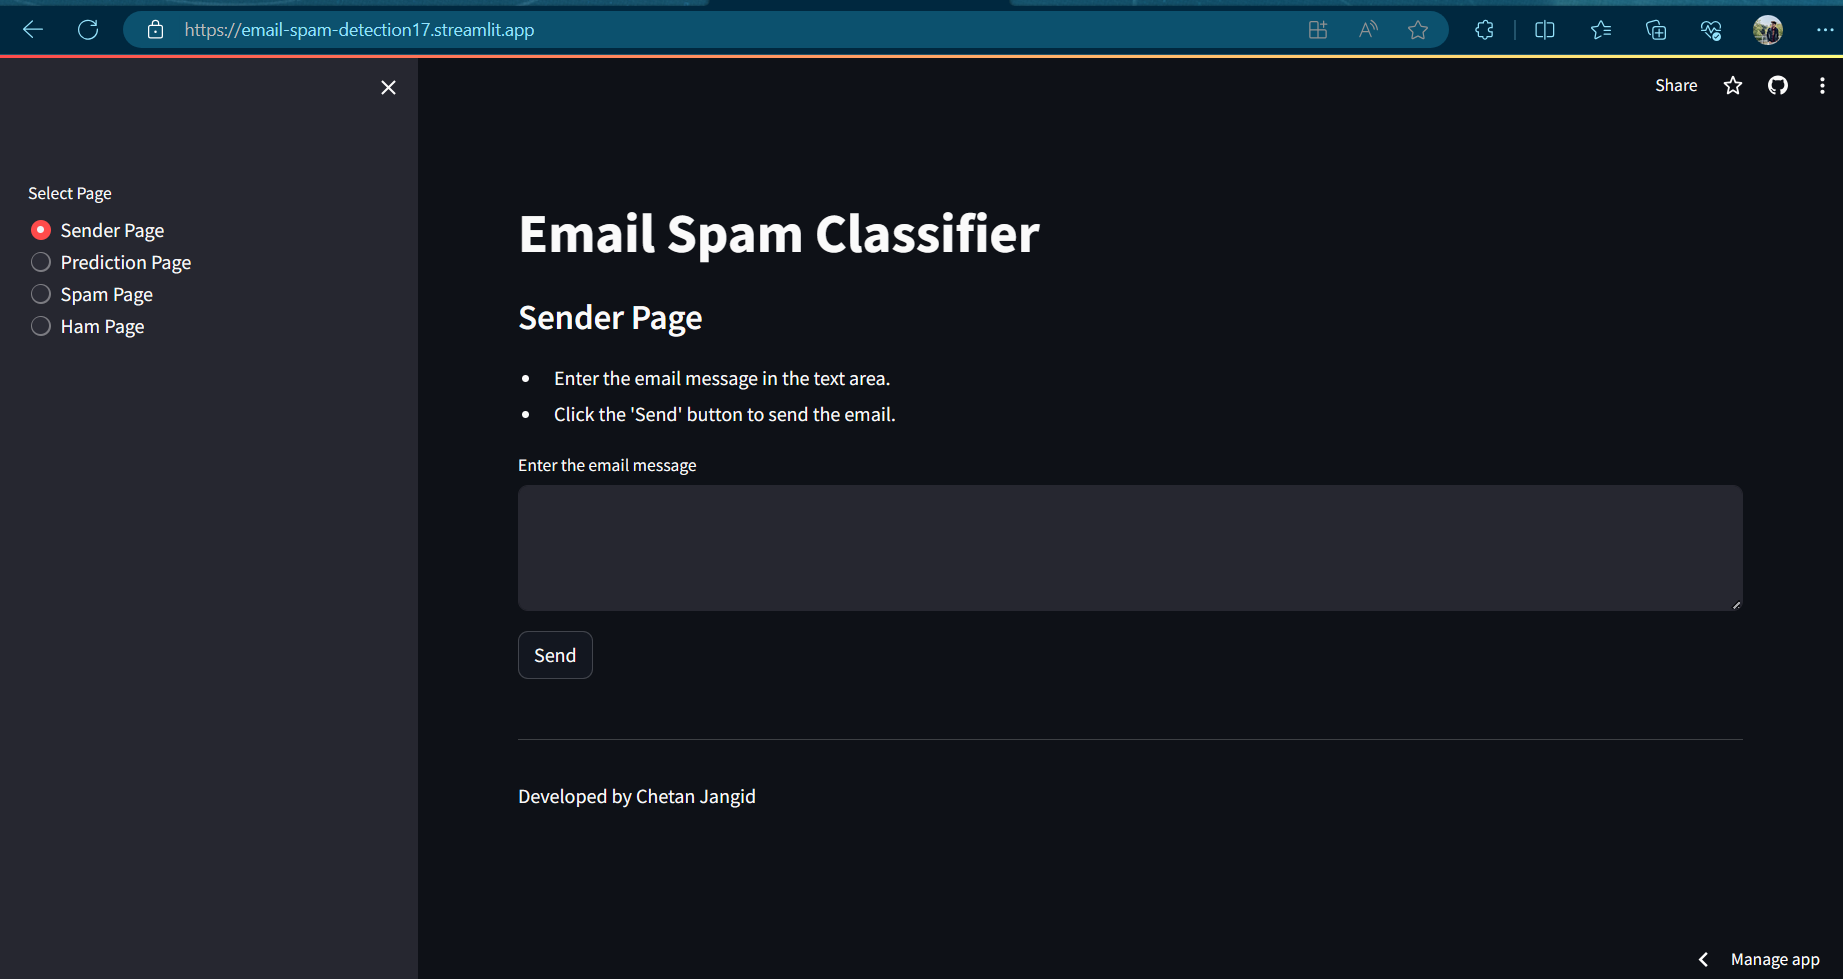 https://email-spam-detection17.streamlit.app
Share
Select Page
Sender Page
Prediction Page
Spam Page
Ham Page
Email Spam Classifier
Sender Page
• Enter the email message in the text area.
• Click the 'Send' button to send the email.
Enter the email message
Send
Developed by Chetan Jangid
Manage app